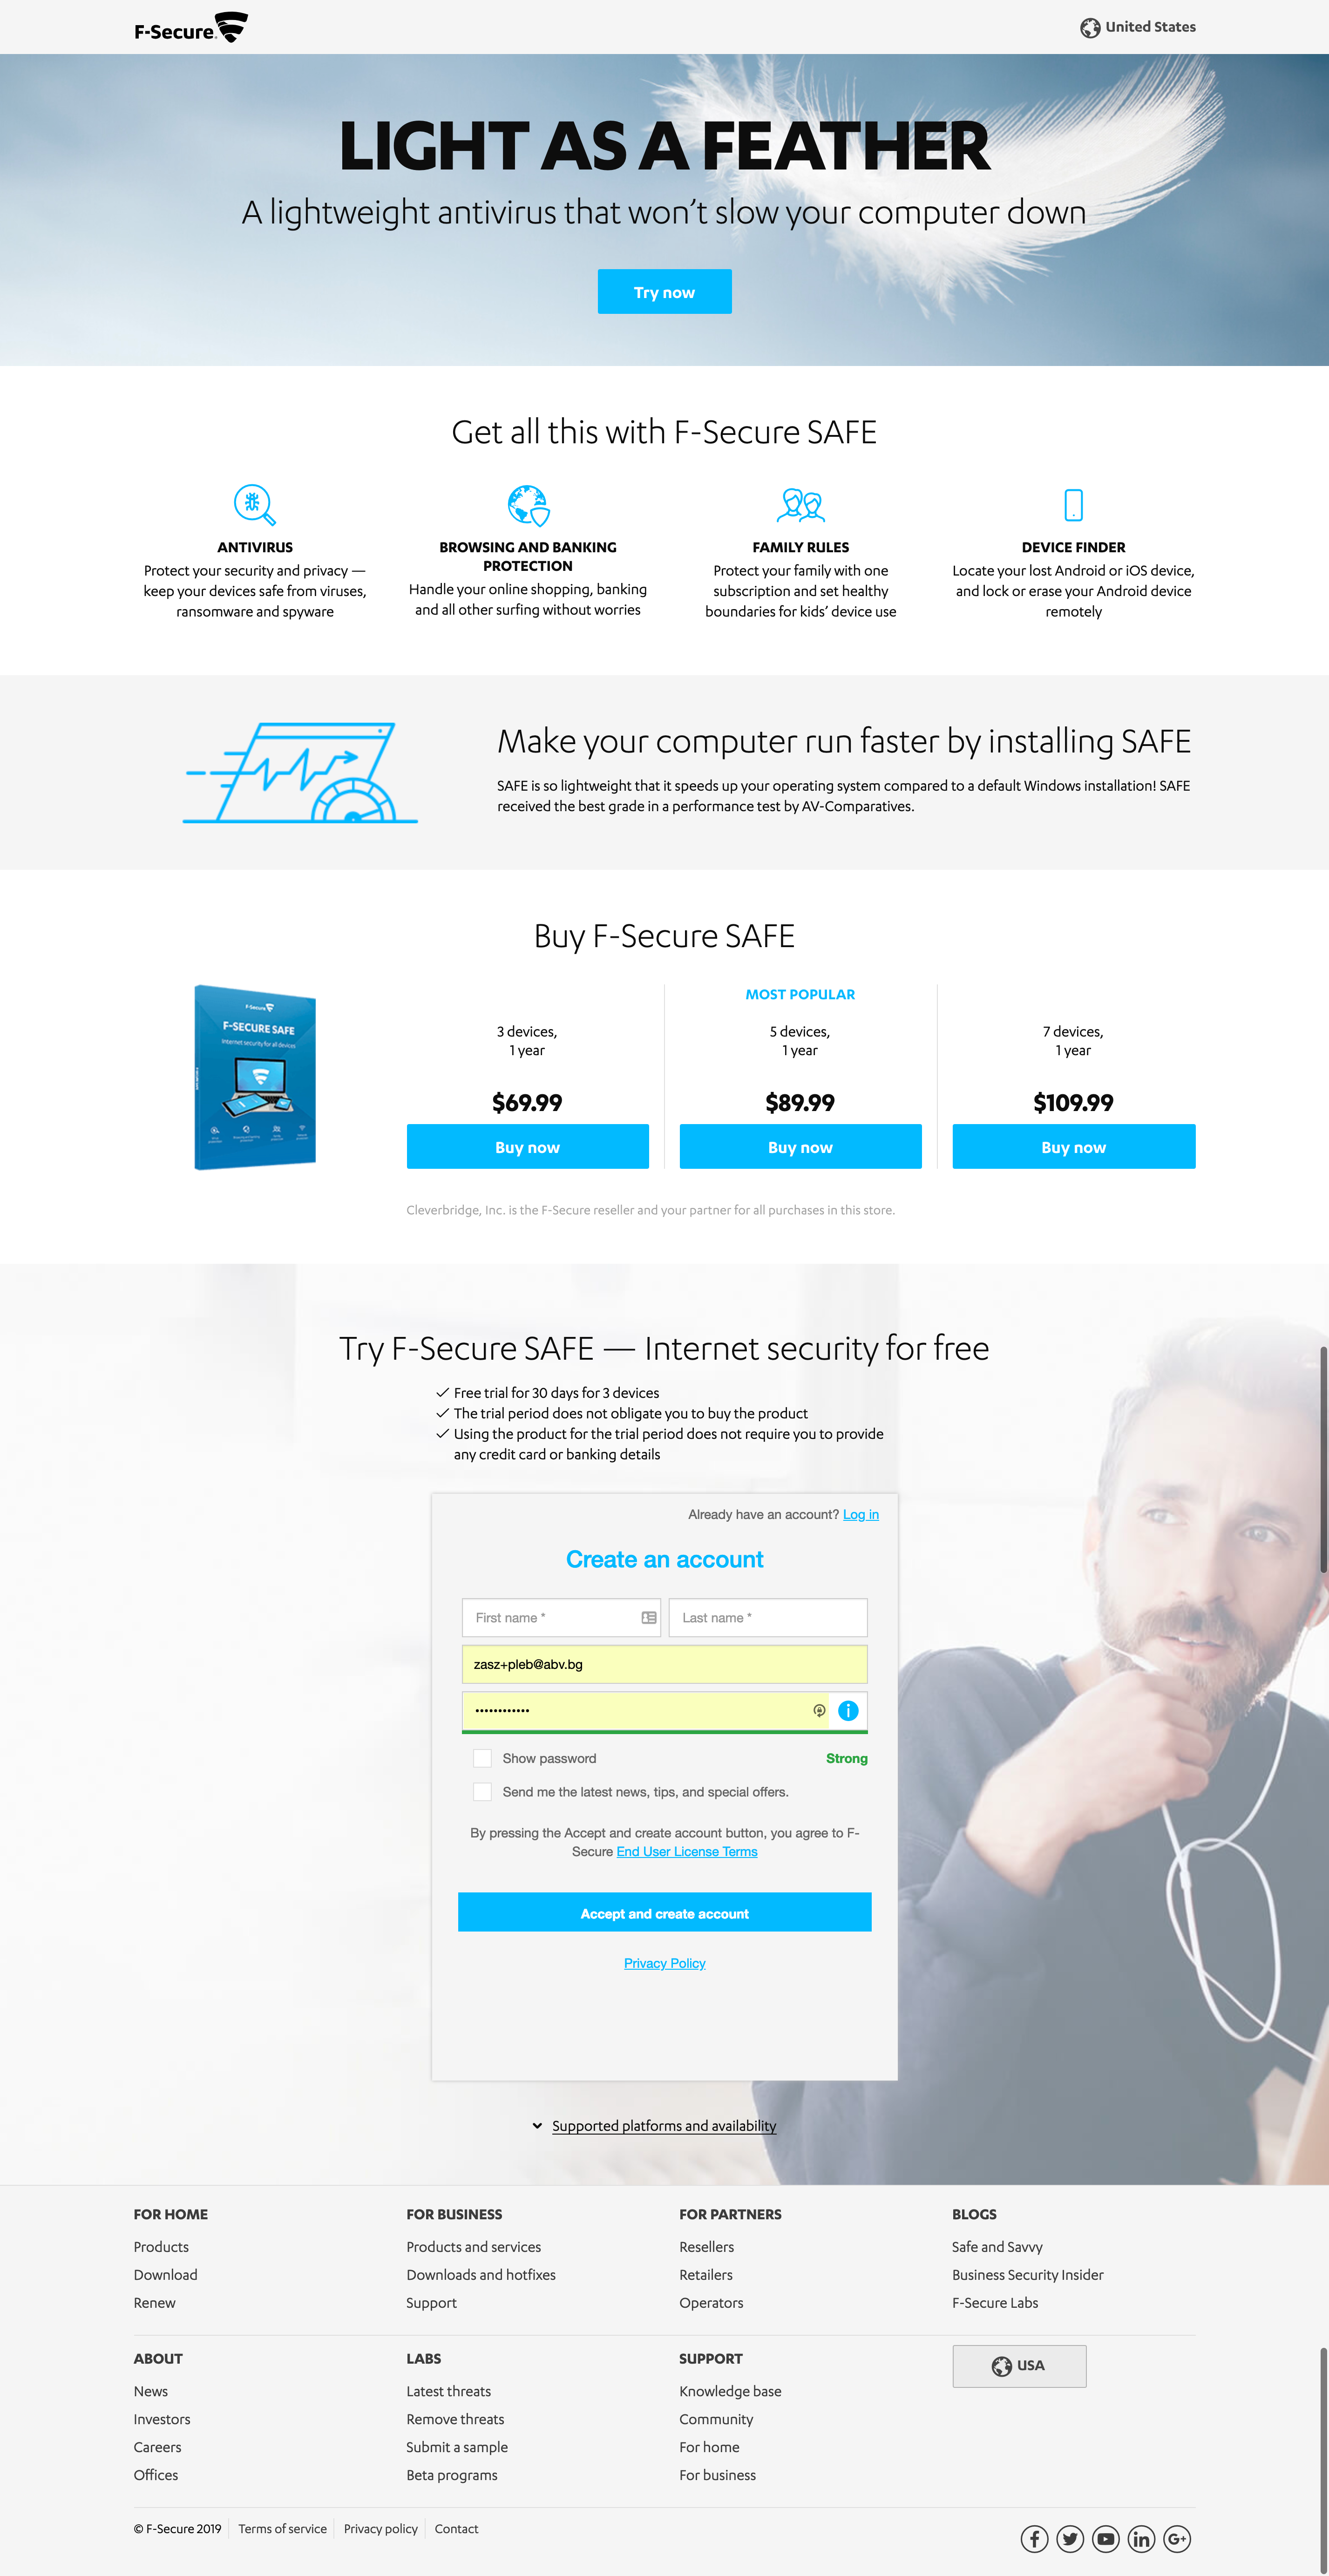 F-Secure.
United States
LIGHT AS A FEATHER
A lightweight antivirus that won't slow your computer down
Try now
Get all this with F-Secure SAFE
ANTIVIRUS
Protect your security and privacy —
keep your devices safe from viruses,
ransomware and spyware
BROWSING AND BANKING
PROTECTION
Handle your online shopping, banking
and all other surfing without worries
FAMILY RULES
Protect your family with one
subscription and set healthy
boundaries for kids' device use
DEVICE FINDER
Locate your lost Android or iOS device,
and lock or erase your Android device
remotely
Make your computer run faster by installing SAFE
SAFE is so lightweight that it speeds up your operating system compared to a default Windows installation! SAFE
received the best grade in a performance test by AV-Comparatives.
Buy F-Secure SAFE
F-Secure
F-SECURE SAFE
Internet security for all devices
3 devices,
1 year
$69.99
Buy now
MOST POPULAR
5 devices,
1 year
$89.99
Buy now
7 devices,
1 year
$109.99
Buy now
Cleverbridge, Inc. is the F-Secure reseller and your partner for all purchases in this store.
Try F-Secure SAFE — Internet security for free
Free trial for 30 days for 3 devices
The trial period does not obligate you to buy the product
Using the product for the trial period does not require you to provide
any credit card or banking details
Already have an account? Log in
Create an account
First name *
Last name *
zasz+pleb@abv.bg
Show password
Strong
Send me the latest news, tips, and special offers.
By pressing the Accept and create account button, you agree to F-
Secure End User License Terms
Accept and create account
Privacy Policy
Supported platforms and availability
FOR HOME
Products
Download
Renew
FOR BUSINESS
Products and services
Downloads and hotfixes
Support
FOR PARTNERS
Resellers
Retailers
Operators
BLOGS
Safe and Savvy
Business Security Insider
F-Secure Labs
ABOUT
News
Investors
Careers
Offices
LABS
Latest threats
Remove threats
Submit a sample
Beta programs
SUPPORT
Knowledge base
Community
For home
For business
USA
© F-Secure 2019
Terms of service
Privacy policy
Contact